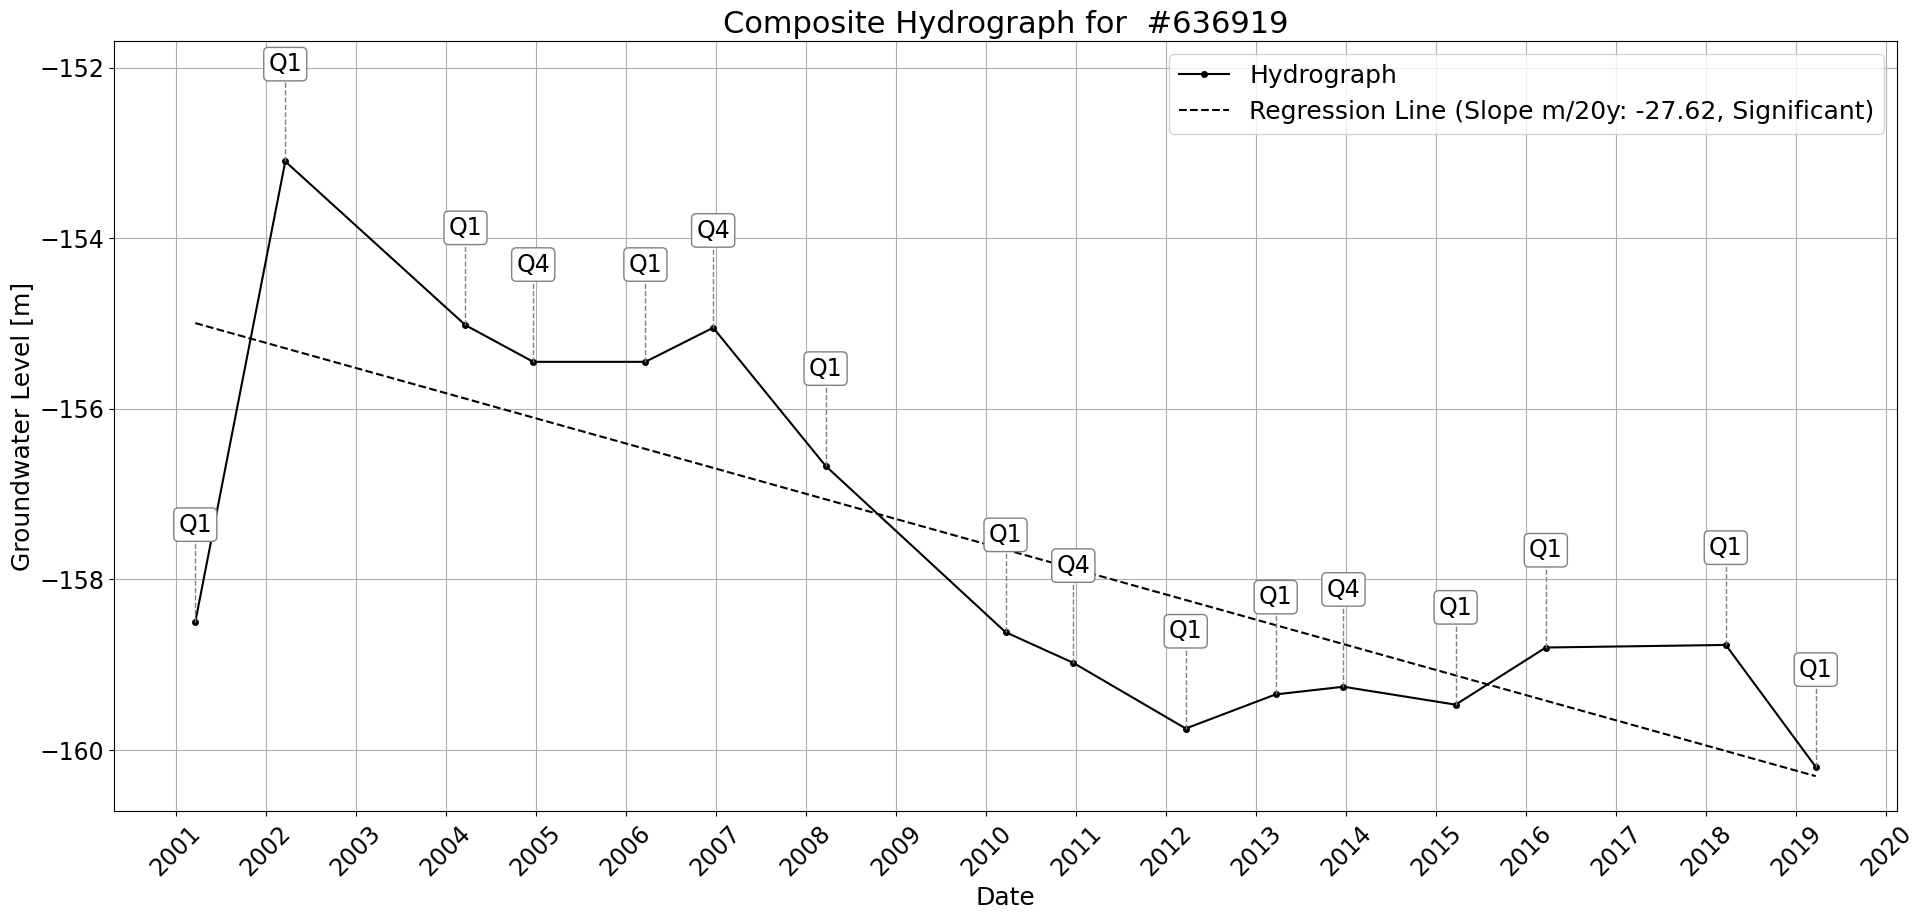 Composite Hydrograph for  #636919
Hydrograph
Regression Line (Slope m/20y: -27.62, Significant)
Groundwater Level [m]
−152
−154
−156
−158
−160
Q1
Q1
Q1
Q4
Q1
Q4
Q1
Q1
Q4
Q1
Q1
Q4
Q1
Q1
Q1
Q1
2001
2002
2003
2004
2005
2006
2007
2008
2009
2010
2011
2012
2013
2014
2015
2016
2017
2018
2019
2020
Date